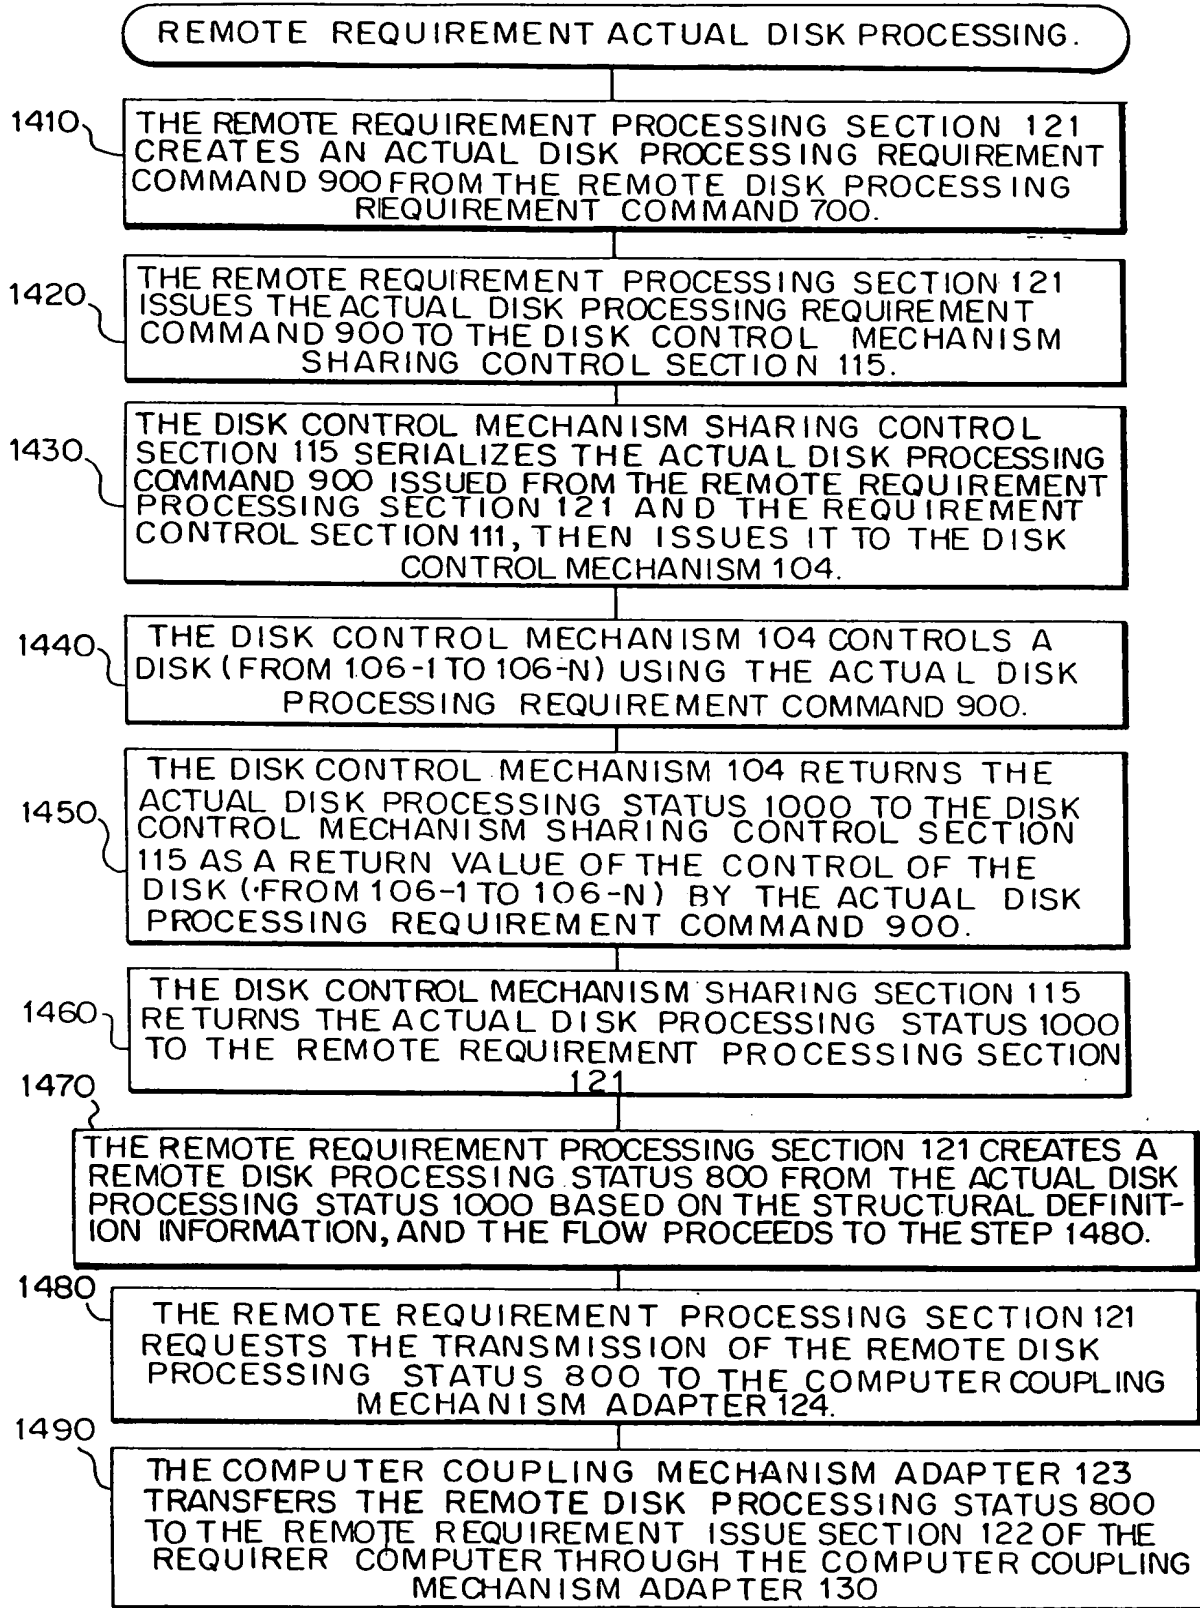 REMOTE REQUIREMENT ACTUAL DISK PROCESSING.
1410
THE REMOTE REQUIREMENT PROCESSING SECTION 121
CREATES AN ACTUAL DISK PROCESSING REQUIREMENT
COMMAND 900 FROM THE REMOTE DISK PROCESSING
REQUIREMENT COMMAND 700.
1420
THE REMOTE REQUIREMENT PROCESSING SECTION 121
ISSUES THE ACTUAL DISK PROCESSING REQUIREMENT
COMMAND 900 TO THE DISK CONTROL MECHANISM
SHARING CONTROL SECTION 115.
1430
THE DISK CONTROL MECHANISM SHARING CONTROL
SECTION 115 SERIALIZES THE ACTUAL DISK PROCESSING
COMMAND 900 ISSUED FROM THE REMOTE REQUIREMENT
PROCESSING SECTION 121 AND THE REQUIREMENT
CONTROL SECTION 111, THEN ISSUES IT TO THE DISK
CONTROL MECHANISM 104.
1440
THE DISK CONTROL MECHANISM 104 CONTROLS A
DISK (FROM 106-1 TO 106-N) USING THE ACTUAL DISK
PROCESSING REQUIREMENT COMMAND 900.
1450
THE DISK CONTROL MECHANISM 104 RETURNS THE
ACTUAL DISK PROCESSING STATUS 1000 TO THE DISK
CONTROL MECHANISM SHARING CONTROL SECTION
115 AS A RETURN VALUE OF THE CONTROL OF THE
DISK (FROM 106-1 TO 106-N) BY THE ACTUAL DISK
PROCESSING REQUIREMENT COMMAND 900.
1460
THE DISK CONTROL MECHANISM SHARING SECTION 115
RETURNS THE ACTUAL DISK PROCESSING STATUS 1000
TO THE REMOTE REQUIREMENT PROCESSING SECTION
121
1470
THE REMOTE REQUIREMENT PROCESSING SECTION 121 CREATES A
REMOTE DISK PROCESSING STATUS 800 FROM THE ACTUAL DISK
PROCESSING STATUS 1000 BASED ON THE STRUCTURAL DEFINIT-
ION INFORMATION, AND THE FLOW PROCEEDS TO THE STEP 1480.
1480
THE REMOTE REQUIREMENT PROCESSING SECTION 121
REQUESTS THE TRANSMISSION OF THE REMOTE DISK
PROCESSING STATUS 800 TO THE COMPUTER COUPLING
MECHANISM ADAPTER 124.
1490
THE COMPUTER COUPLING MECHANISM ADAPTER 123
TRANSFERS THE REMOTE DISK PROCESSING STATUS 800
TO THE REMOTE REQUIREMENT ISSUE SECTION 122 OF THE
REQUIRER COMPUTER THROUGH THE COMPUTER COUPLING
MECHANISM ADAPTER 130